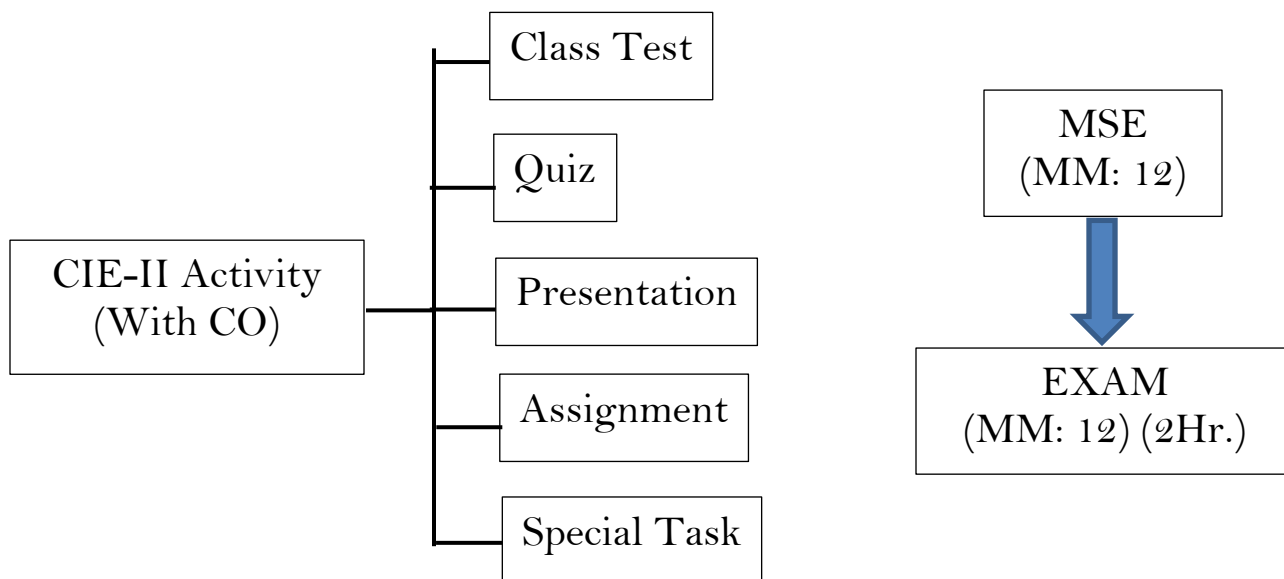 Class Test
Quiz
CIE-II Activity
(With CO)
Presentation
Assignment
Special Task
MSE
(MM: 12)
EXAM
(MM: 12) (2Hr.)